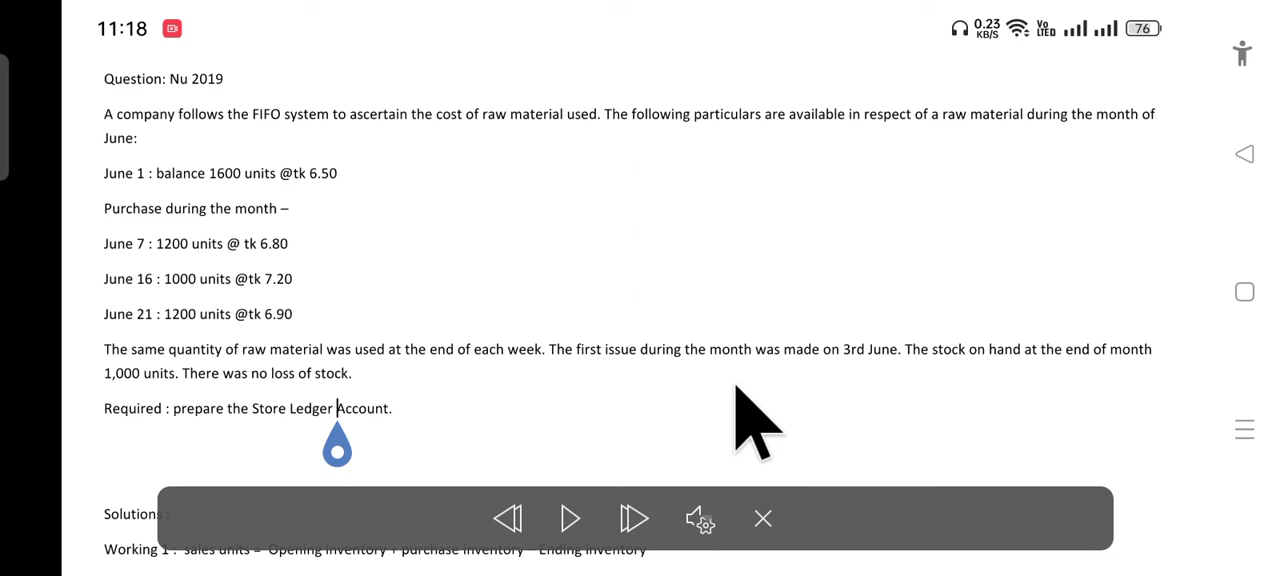 11:18
0.23 KB/S Vo LTED 76
Question: Nu 2019
A company follows the FIFO system to ascertain the cost of raw material used. The following particulars are available in respect of a raw material during the month of
June:
June 1 : balance 1600 units @tk 6.50
Purchase during the month –
June 7 : 1200 units @ tk 6.80
June 16 : 1000 units @tk 7.20
June 21 : 1200 units @tk 6.90
The same quantity of raw material was used at the end of each week. The first issue during the month was made on 3rd June. The stock on hand at the end of month
1,000 units. There was no loss of stock.
Required : prepare the Store Ledger Account.
Solutions :
Working 1 : sales units = Opening inventory + purchase inventory – Ending inventory